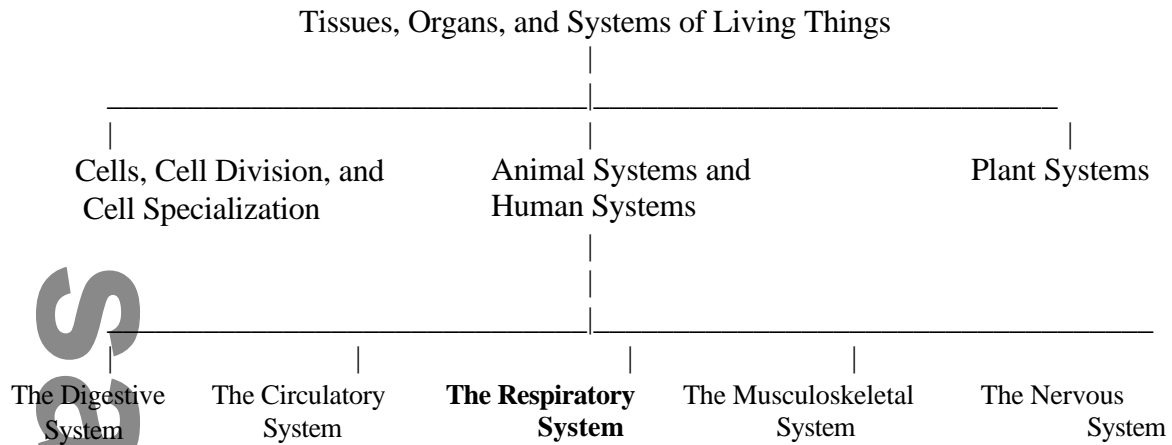 Tissues, Organs, and Systems of Living Things
Cells, Cell Division, and
Cell Specialization
Animal Systems and
Human Systems
Plant Systems
The Digestive
System
The Circulatory
System
The Respiratory
System
The Musculoskeletal
System
The Nervous
System